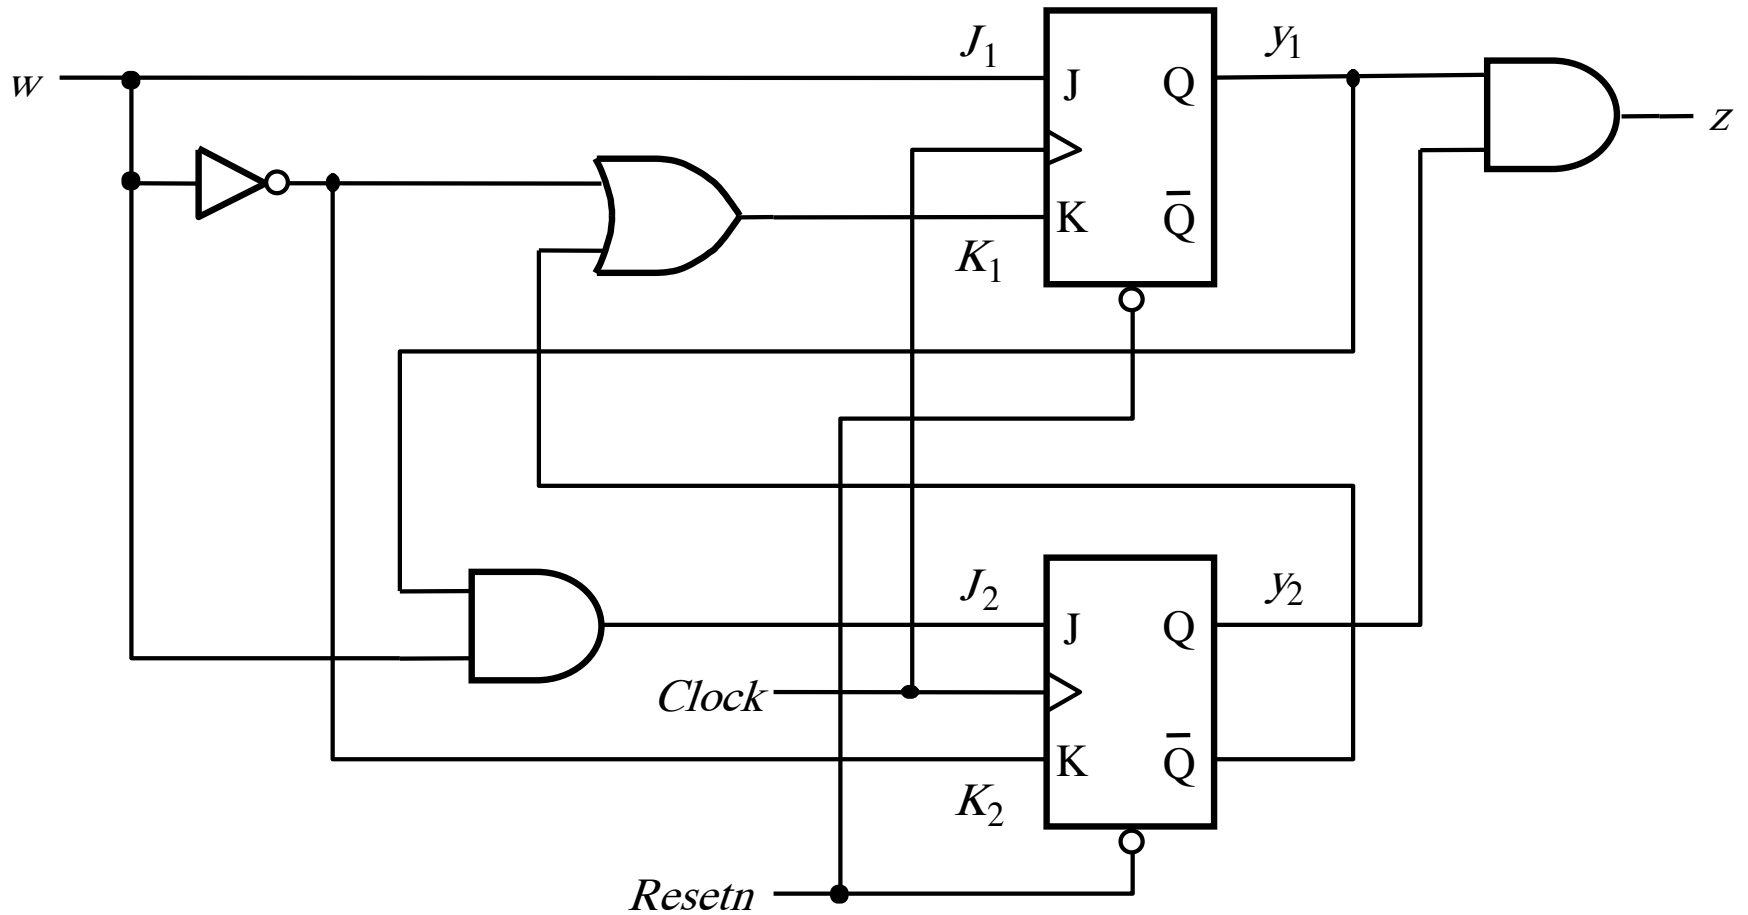 J₁
y₁
w
J
Q
z
K
Q̅
K₁
J₂
y₂
J
Q
Clock
K
Q̅
K₂
Resetn